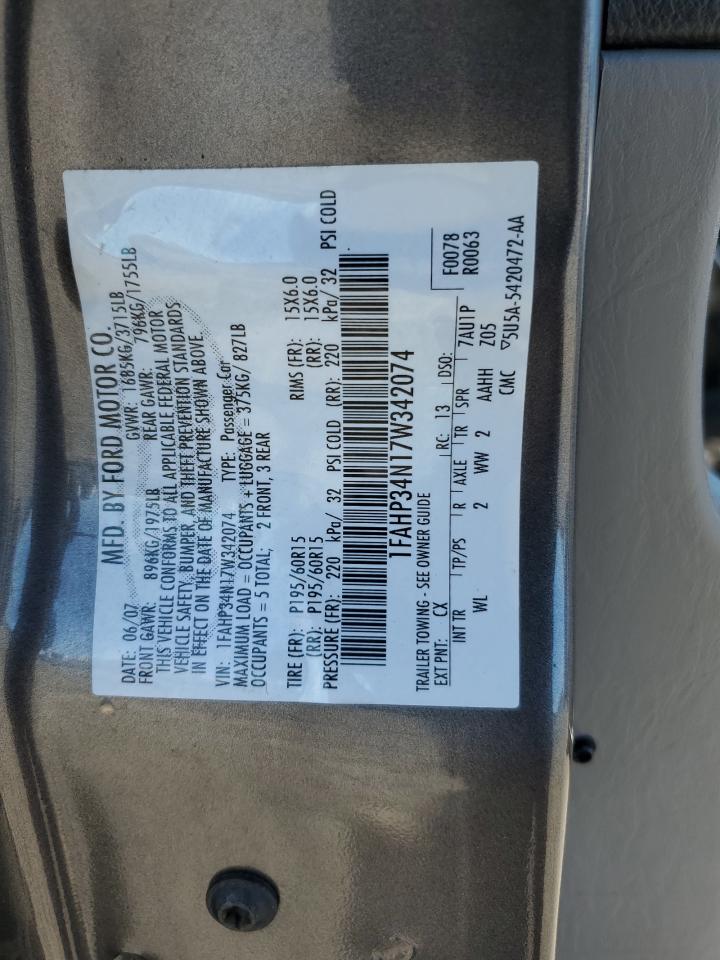 MFD. BY FORD MOTOR CO.
DATE: 06/07 GVWR: 1685KG/3715LB
FRONT GAWR: 896KG/1975LB REAR GAWR: 796KG/1755LB
THIS VEHICLE CONFORMS TO ALL APPLICABLE FEDERAL MOTOR
VEHICLE SAFETY, BUMPER, AND THEFT PREVENTION STANDARDS
IN EFFECT ON THE DATE OF MANUFACTURE SHOWN ABOVE.
VIN: 1FAHP34N17W342074 TYPE: Passenger Car
MAXIMUM LOAD = OCCUPANTS + LUGGAGE = 375KG/ 827LB
OCCUPANTS = 5 TOTAL; 2 FRONT, 3 REAR
TIRE (FR): P195/60R15 RIMS (FR): 15X6.0
(RR): P195/60R15 (RR): 15X6.0
PRESSURE (FR): 220 kPa/ 32 PSI COLD (RR): 220 kPa/ 32 PSI COLD
1FAHP34N17W342074
TRAILER TOWING - SEE OWNER GUIDE F0078
EXT PNT: CX RC: 13 DSO: R0063
INT TR TP/PS R AXLE TR SPR 7AU1P
WL 2 WW 2 AAHH Z05
CMC ▽5U5A-5420472-AA